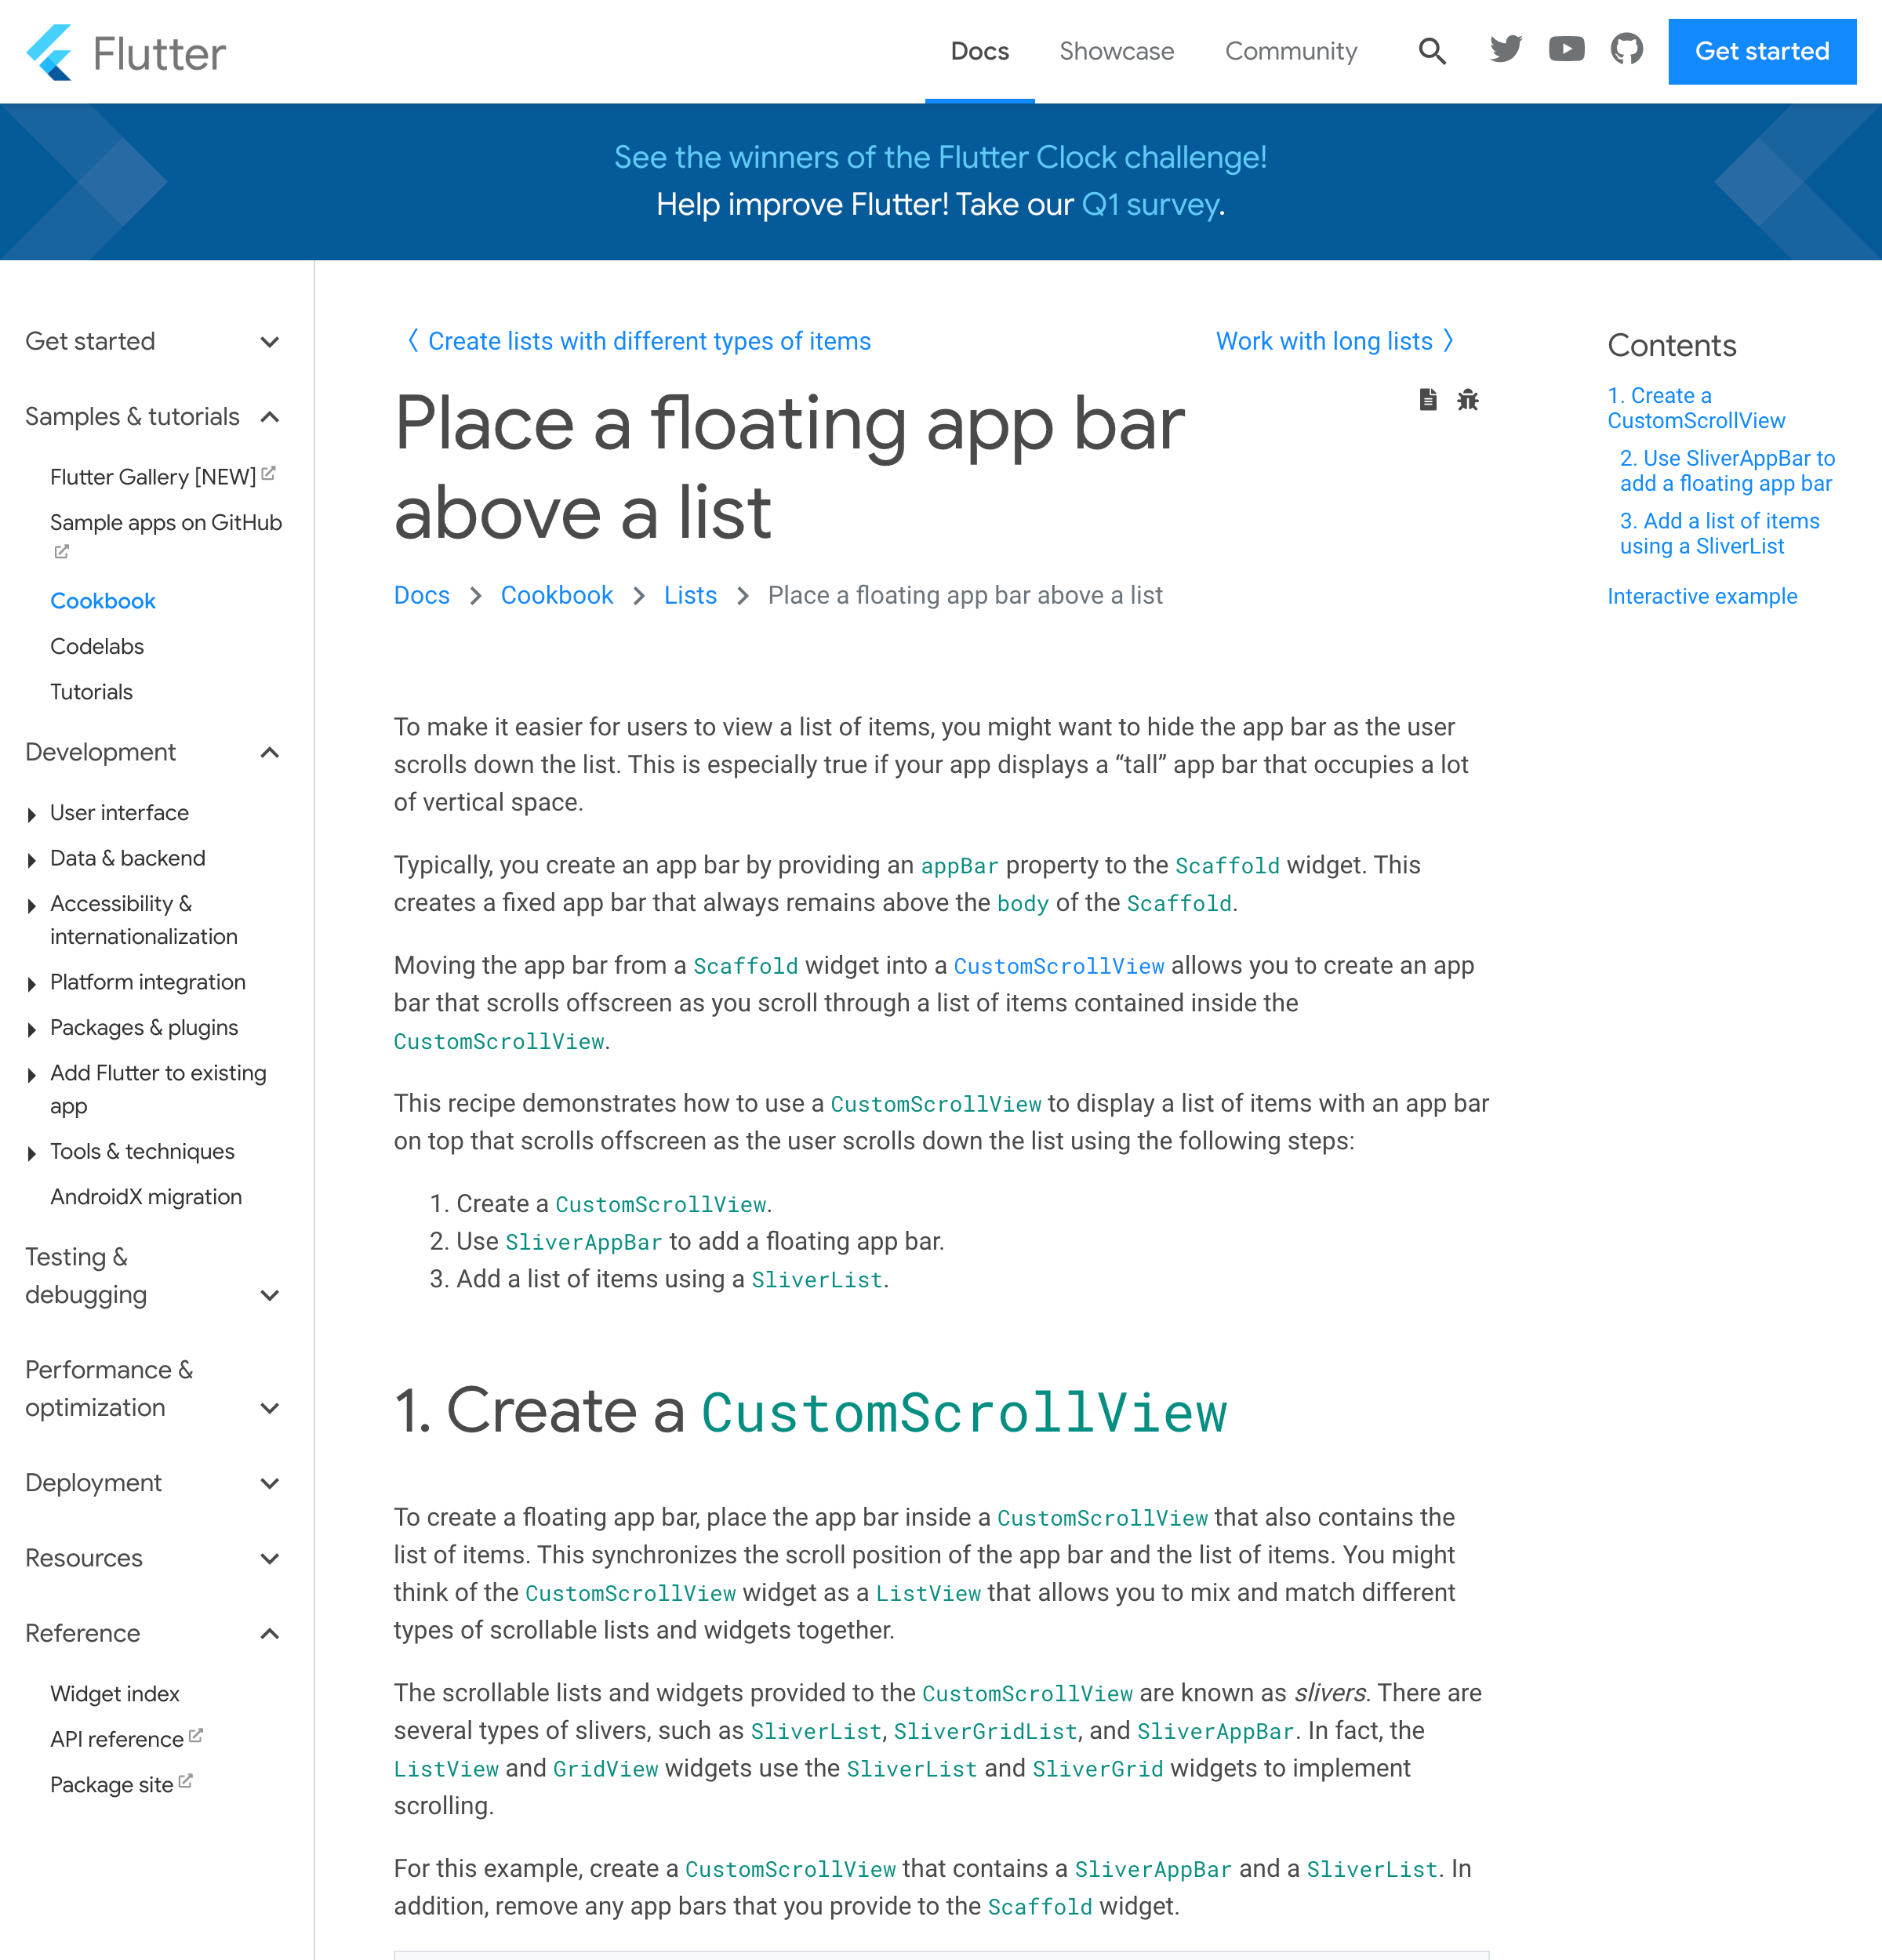 Flutter
Docs
Showcase
Community
Get started
See the winners of the Flutter Clock challenge!
Help improve Flutter! Take our Q1 survey.
Get started
Samples & tutorials
Flutter Gallery [NEW]
Sample apps on GitHub
Cookbook
Codelabs
Tutorials
Development
User interface
Data & backend
Accessibility &
internationalization
Platform integration
Packages & plugins
Add Flutter to existing
app
Tools & techniques
AndroidX migration
Testing &
debugging
Performance &
optimization
Deployment
Resources
Reference
Widget index
API reference
Package site
Create lists with different types of items
Work with long lists
Place a floating app bar
above a list
Docs
Cookbook
Lists
Place a floating app bar above a list
To make it easier for users to view a list of items, you might want to hide the app bar as the user
scrolls down the list. This is especially true if your app displays a “tall” app bar that occupies a lot
of vertical space.
Typically, you create an app bar by providing an appBar property to the Scaffold widget. This
creates a fixed app bar that always remains above the body of the Scaffold.
Moving the app bar from a Scaffold widget into a CustomScrollView allows you to create an app
bar that scrolls offscreen as you scroll through a list of items contained inside the
CustomScrollView.
This recipe demonstrates how to use a CustomScrollView to display a list of items with an app bar
on top that scrolls offscreen as the user scrolls down the list using the following steps:
1. Create a CustomScrollView.
2. Use SliverAppBar to add a floating app bar.
3. Add a list of items using a SliverList.
1. Create a CustomScrollView
To create a floating app bar, place the app bar inside a CustomScrollView that also contains the
list of items. This synchronizes the scroll position of the app bar and the list of items. You might
think of the CustomScrollView widget as a ListView that allows you to mix and match different
types of scrollable lists and widgets together.
The scrollable lists and widgets provided to the CustomScrollView are known as slivers. There are
several types of slivers, such as SliverList, SliverGridList, and SliverAppBar. In fact, the
ListView and GridView widgets use the SliverList and SliverGrid widgets to implement
scrolling.
For this example, create a CustomScrollView that contains a SliverAppBar and a SliverList. In
addition, remove any app bars that you provide to the Scaffold widget.
Contents
1. Create a
CustomScrollView
2. Use SliverAppBar to
add a floating app bar
3. Add a list of items
using a SliverList
Interactive example